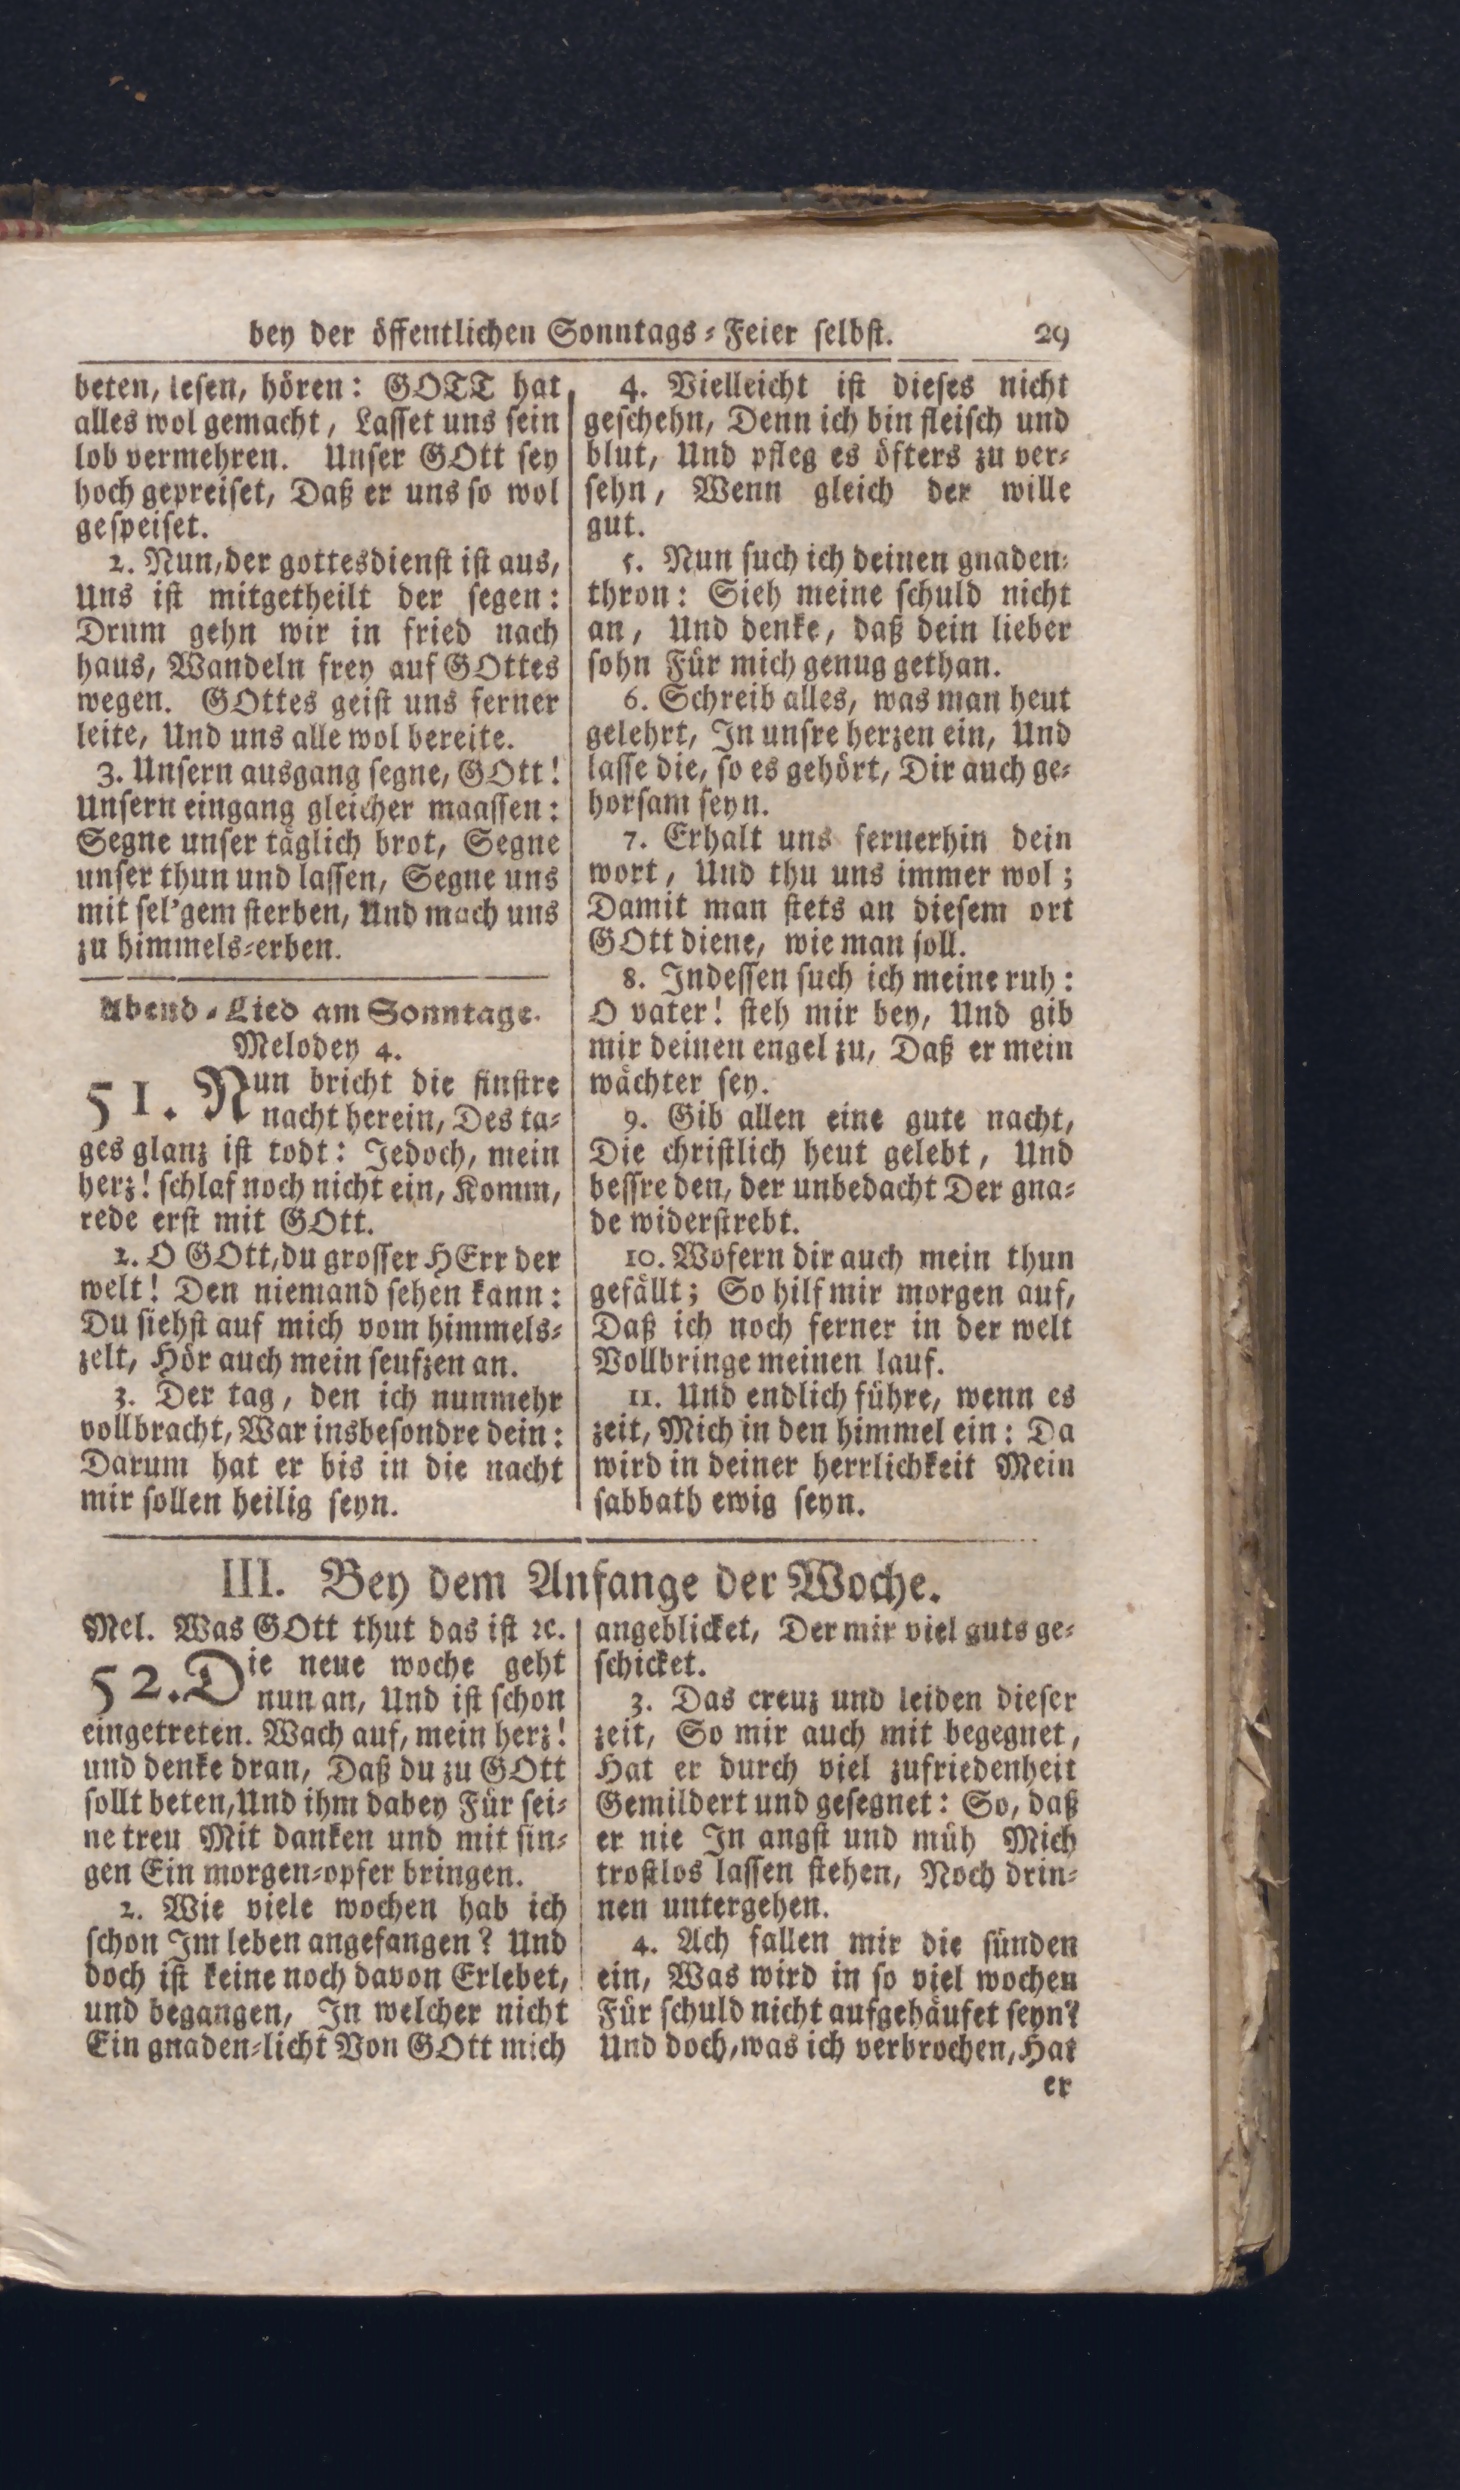 bey der öffentlichen Sonntags-Feier selbst. 29
beten, lesen, hören: GOTT hat
alles wol gemacht, Lasset uns sein
lob vermehren. Unser GOtt sey
hoch gepreiset, Daß er uns so wol
gespeiset.
2. Nun, der gottesdienst ist aus,
Uns ist mitgetheilt der segen:
Drum gehn wir in fried nach
haus, Wandeln frey auf GOttes
wegen. GOttes geist uns ferner
leite, Und uns alle wol bereite.
3. Unsern ausgang segne, GOtt!
Unsern eingang gleicher maassen:
Segne unser täglich brot, Segne
unser thun und lassen, Segne uns
mit sel'gem sterben, Und mach uns
zu himmels-erben.
Abend-Lied am Sonntage.
Melodey 4.
51. Nun bricht die finstre
nacht herein, Des ta-
ges glanz ist todt: Jedoch, mein
herz! schlaf noch nicht ein, Komm,
rede erst mit GOtt.
2. O GOtt, du grosser HErr der
welt! Den niemand sehen kann:
Du siehst auf mich vom himmels-
zelt, Hör auch mein seufzen an.
3. Der tag, den ich nunmehr
vollbracht, War insbesondre dein:
Darum hat er bis in die nacht
mir sollen heilig seyn.
4. Vielleicht ist dieses nicht
geschehn, Denn ich bin fleisch und
blut, Und pfleg es öfters zu ver-
sehn, Wenn gleich der wille
gut.
5. Nun such ich deinen gnaden-
thron: Sieh meine schuld nicht
an, Und denke, daß dein lieber
sohn Für mich genug gethan.
6. Schreib alles, was man heut
gelehrt, In unsre herzen ein, Und
lasse die, so es gehört, Dir auch ge-
horsam seyn.
7. Erhalt uns fernerhin dein
wort, Und thu uns immer wol;
Damit man stets an diesem ort
GOtt diene, wie man soll.
8. Indessen such ich meine ruh:
O vater! steh mir bey, Und gib
mir deinen engel zu, Daß er mein
wächter sey.
9. Gib allen eine gute nacht,
Die christlich heut gelebt, Und
bessre den, der unbedacht Der gna-
de widerstrebt.
10. Wofern dir auch mein thun
gefällt; So hilf mir morgen auf,
Daß ich noch ferner in der welt
Vollbringe meinen lauf.
11. Und endlich führe, wenn es
zeit, Mich in den himmel ein: Da
wird in deiner herrlichkeit Mein
sabbath ewig seyn.
III. Bey dem Anfange der Woche.
Mel. Was GOtt thut das ist ꝛc.
52. Die neue woche geht
nun an, Und ist schon
eingetreten. Wach auf, mein herz!
und denke dran, Daß du zu GOtt
sollt beten, Und ihm dabey Für sei-
ne treu Mit danken und mit sin-
gen Ein morgen-opfer bringen.
2. Wie viele wochen hab ich
schon Im leben angefangen? Und
doch ist keine noch davon Erlebet,
und begangen, In welcher nicht
Ein gnaden-licht Von GOtt mich
angeblicket, Der mir viel guts ge-
schicket.
3. Das creuz und leiden dieser
zeit, So mir auch mit begegnet,
Hat er durch viel zufriedenheit
Gemildert und gesegnet: So, daß
er nie In angst und müh Mich
trostlos lassen stehen, Noch drin-
nen untergehen.
4. Ach fallen mir die sünden
ein, Was wird in so viel wochen
Für schuld nicht aufgehäufet seyn?
Und doch, was ich verbrochen, Hat
er